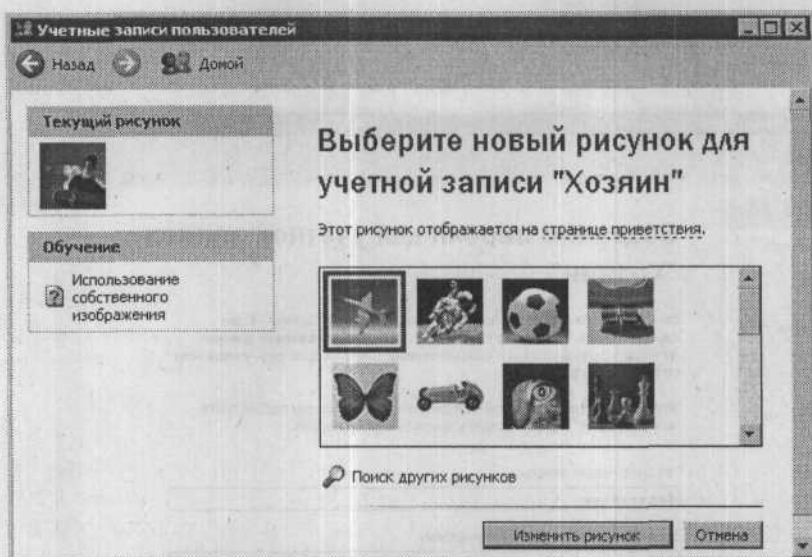 Учетные записи пользователей
Назад
Домой
Текущий рисунок
Обучение
Использование
собственного
изображения
Выберите новый рисунок для
учетной записи "Хозяин"
Этот рисунок отображается на странице приветствия.
Поиск других рисунков
Изменить рисунок
Отмена